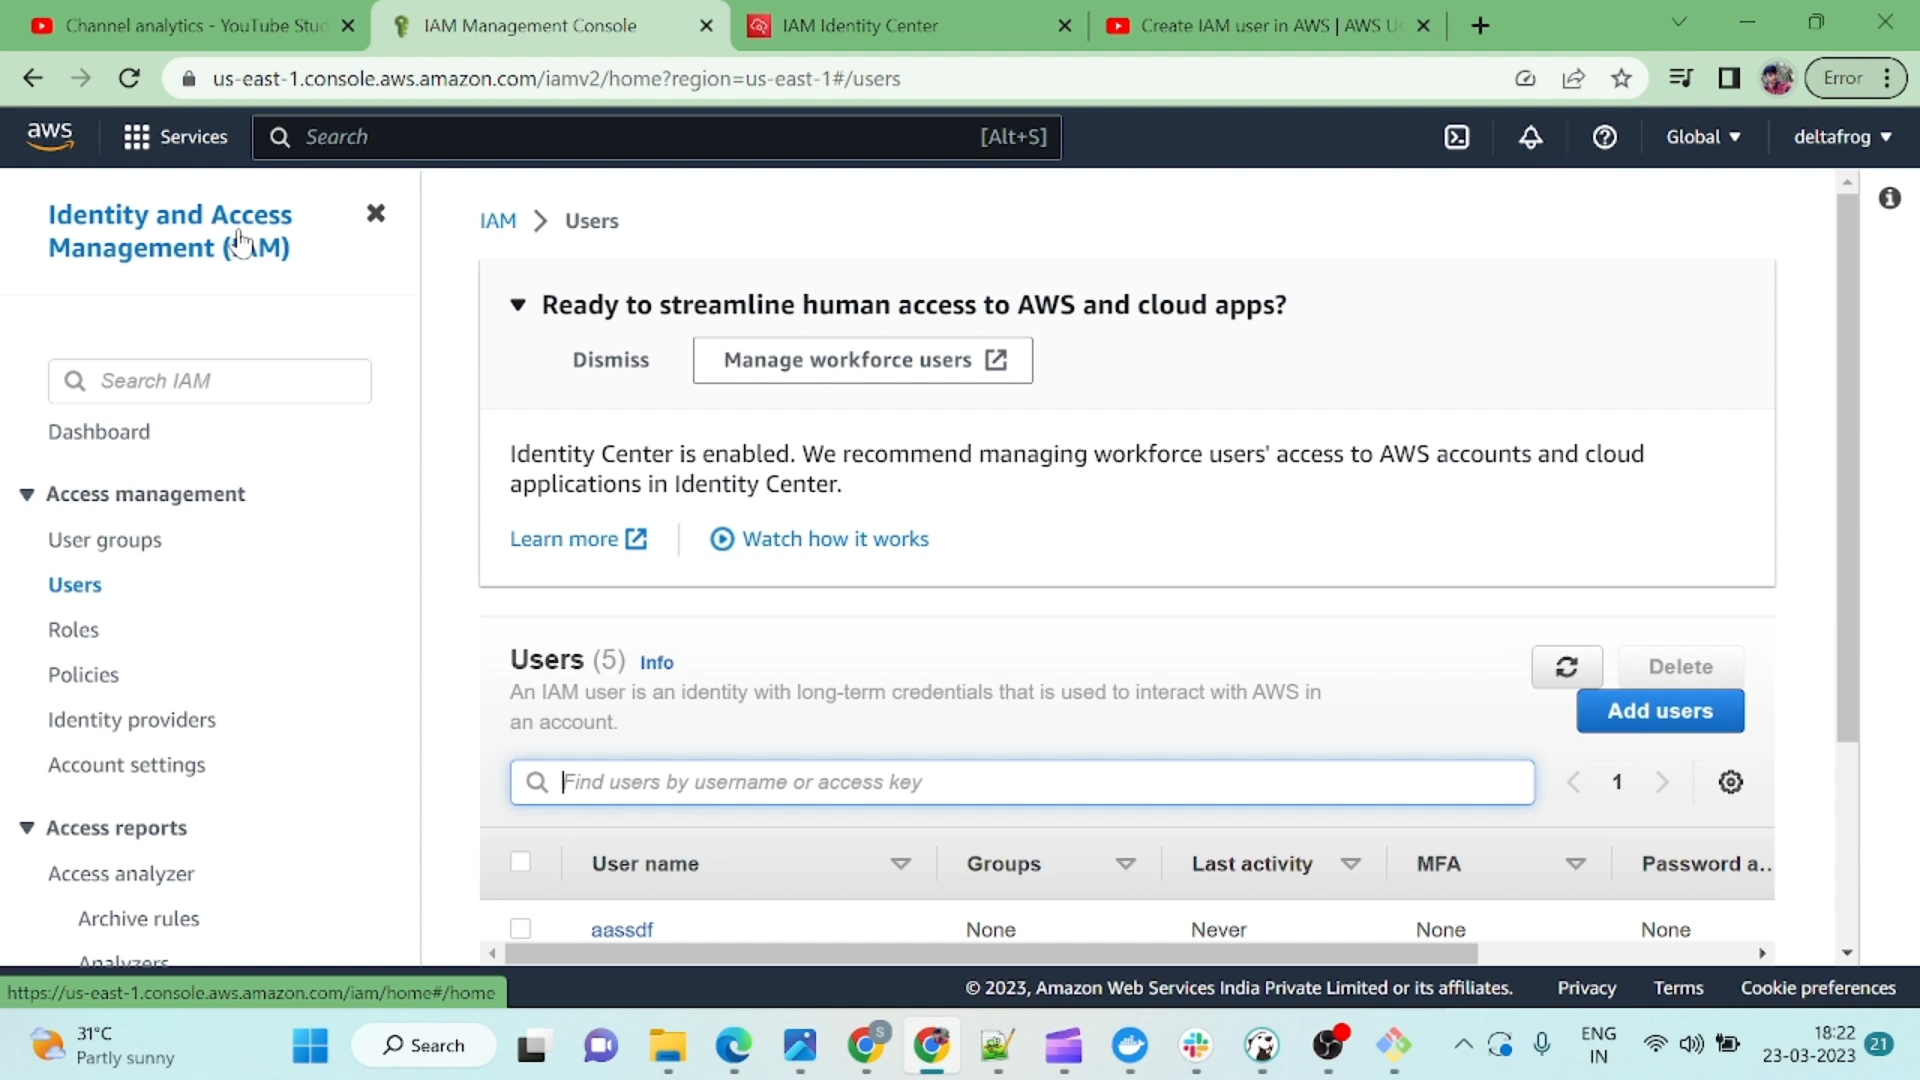 Channel analytics - YouTube Stud
IAM Management Console
IAM Identity Center
Create IAM user in AWS | AWS Us
us-east-1.console.aws.amazon.com/iamv2/home?region=us-east-1#/users
Error
aws
Services
Search
[Alt+S]
Global
deltafrog
Identity and Access
Management (IAM)
Search IAM
Dashboard
Access management
User groups
Users
Roles
Policies
Identity providers
Account settings
Access reports
Access analyzer
Archive rules
Analyzers
IAM
Users
Ready to streamline human access to AWS and cloud apps?
Dismiss
Manage workforce users
Identity Center is enabled. We recommend managing workforce users' access to AWS accounts and cloud
applications in Identity Center.
Learn more
Watch how it works
Users (5) Info
An IAM user is an identity with long-term credentials that is used to interact with AWS in
an account.
Delete
Add users
Find users by username or access key
1
User name
Groups
Last activity
MFA
Password a...
aassdf
None
Never
None
None
https://us-east-1.console.aws.amazon.com/iam/home#/home
© 2023, Amazon Web Services India Private Limited or its affiliates.
Privacy
Terms
Cookie preferences
31°C
Partly sunny
Search
S
ENG
IN
18:22
23-03-2023
21